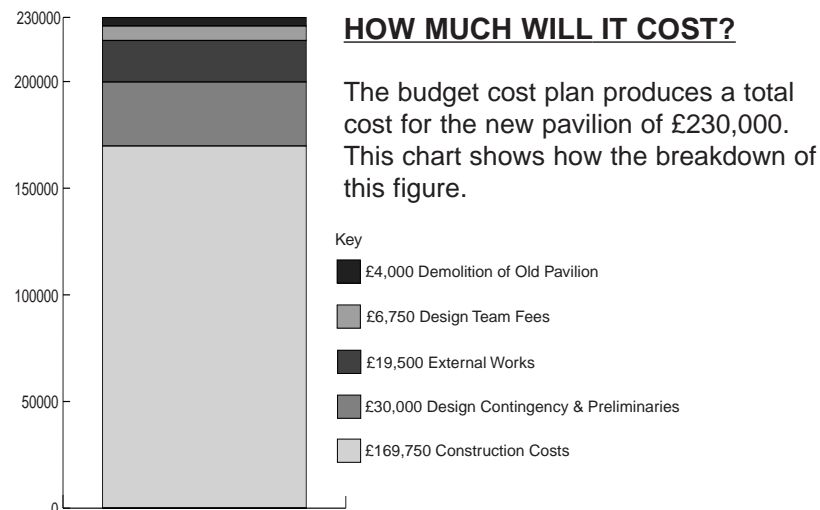 HOW MUCH WILL IT COST?
The budget cost plan produces a total
cost for the new pavilion of £230,000.
This chart shows how the breakdown of
this figure.
Key
£4,000 Demolition of Old Pavilion
£6,750 Design Team Fees
£19,500 External Works
£30,000 Design Contingency & Preliminaries
£169,750 Construction Costs
230000
200000
150000
100000
50000
0